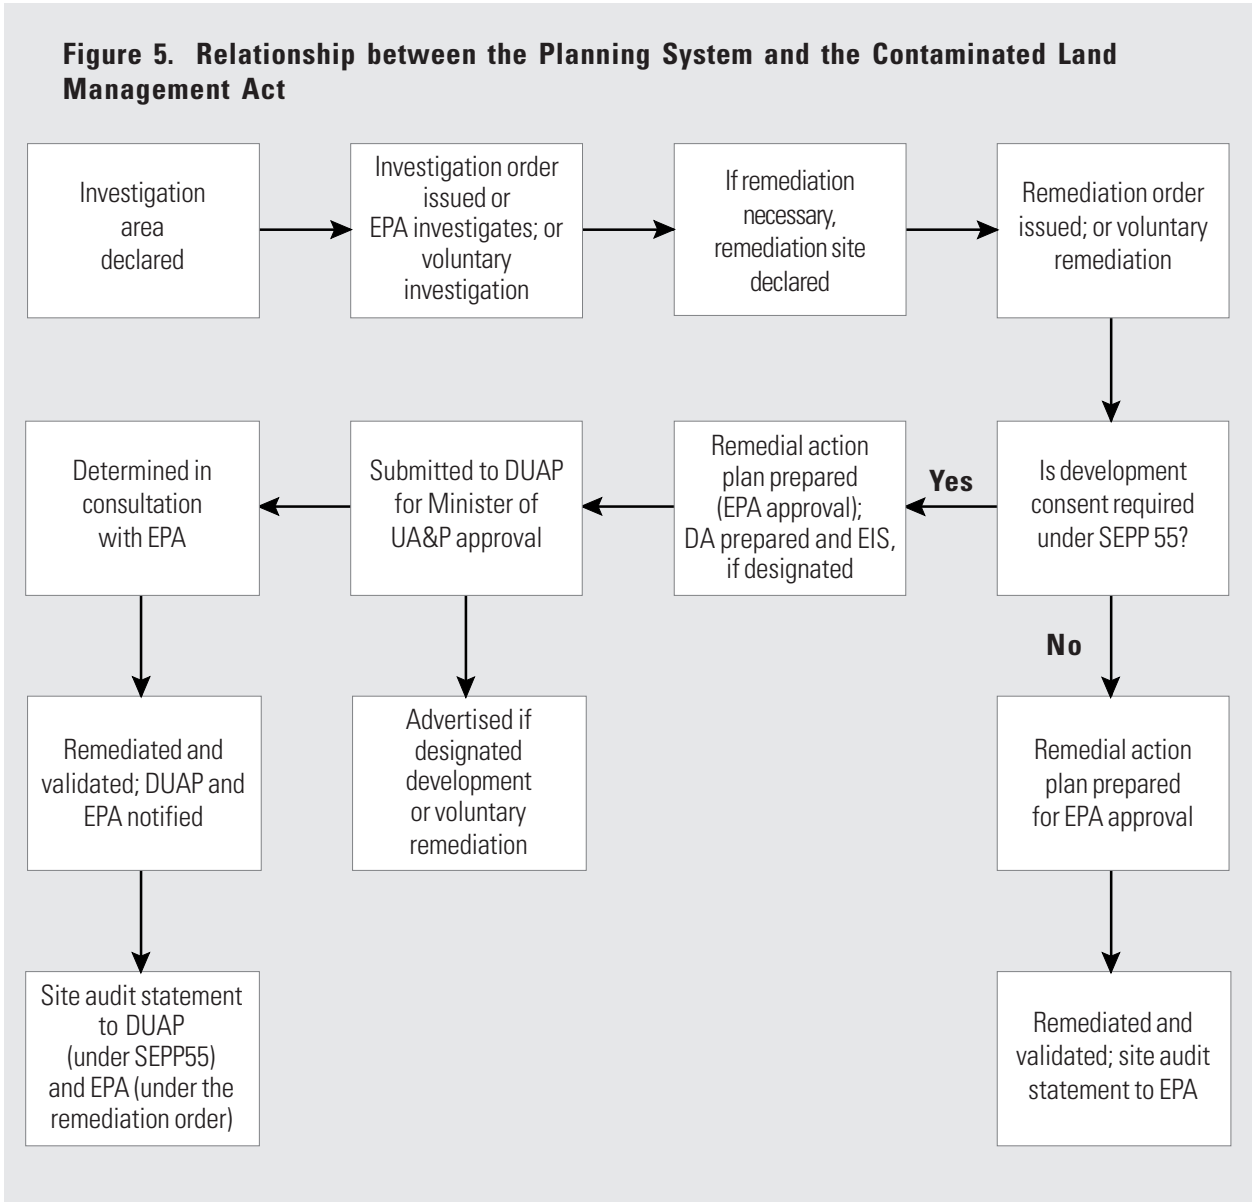 Figure 5. Relationship between the Planning System and the Contaminated Land
Management Act
Investigation
area
declared
Investigation order
issued or
EPA investigates; or
voluntary
investigation
If remediation
necessary,
remediation site
declared
Remediation order
issued; or voluntary
remediation
Is development
consent required
under SEPP 55?
Yes
Remedial action
plan prepared
(EPA approval);
DA prepared and EIS,
if designated
Submitted to DUAP
for Minister of
UA&P approval
Determined in
consultation
with EPA
No
Remediated and
validated; DUAP and
EPA notified
Advertised if
designated
development
or voluntary
remediation
Remedial action
plan prepared
for EPA approval
Site audit statement
to DUAP
(under SEPP55)
and EPA (under the
remediation order)
Remediated and
validated; site audit
statement to EPA